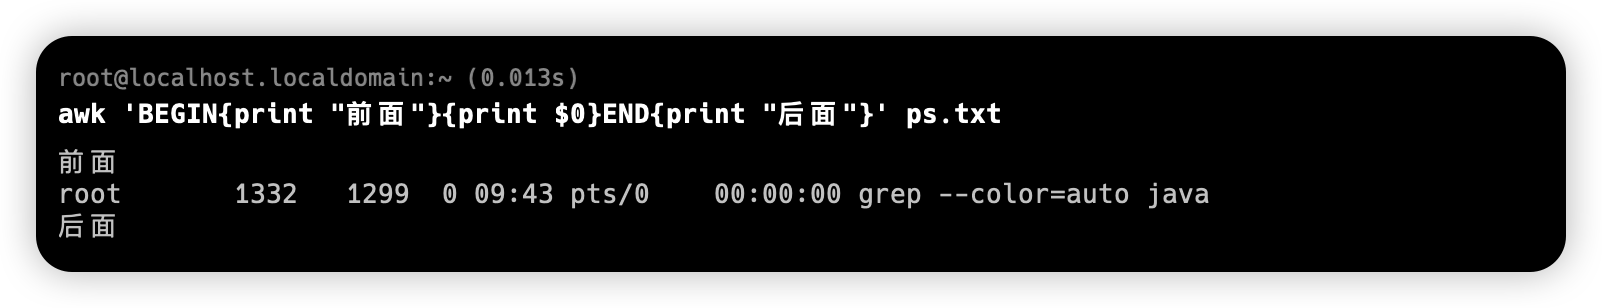 root@localhost.localdomain:~ (0.013s)
awk 'BEGIN{print "前面"}{print $0}END{print "后面"}' ps.txt
前面
root       1332   1299  0 09:43 pts/0    00:00:00 grep --color=auto java
后面